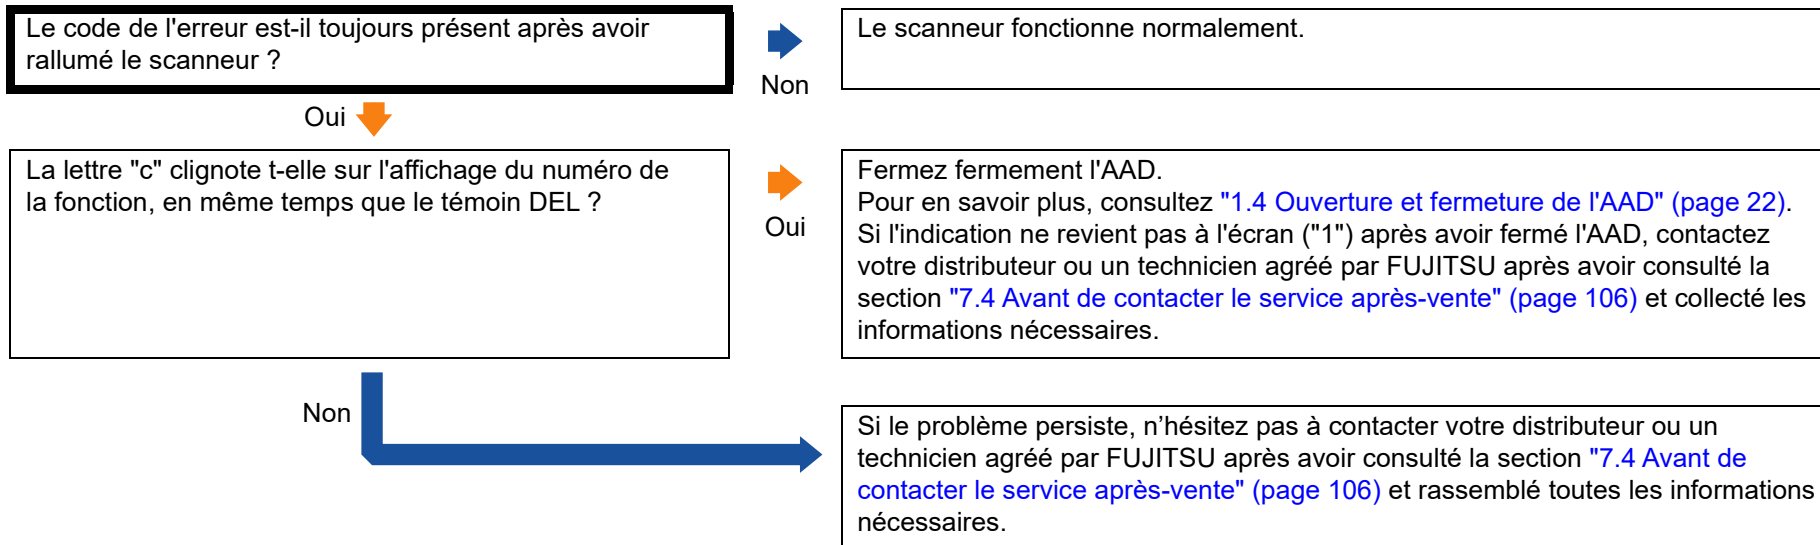 Le code de l'erreur est-il toujours présent après avoir
rallumé le scanneur ?
Non
Le scanneur fonctionne normalement.
Oui
La lettre "c" clignote t-elle sur l'affichage du numéro de
la fonction, en même temps que le témoin DEL ?
Oui
Fermez fermement l'AAD.
Pour en savoir plus, consultez "1.4 Ouverture et fermeture de l'AAD" (page 22).
Si l'indication ne revient pas à l'écran ("1") après avoir fermé l'AAD, contactez
votre distributeur ou un technicien agréé par FUJITSU après avoir consulté la
section "7.4 Avant de contacter le service après-vente" (page 106) et collecté les
informations nécessaires.
Non
Si le problème persiste, n’hésitez pas à contacter votre distributeur ou un
technicien agréé par FUJITSU après avoir consulté la section "7.4 Avant de
contacter le service après-vente" (page 106) et rassemblé toutes les informations
nécessaires.